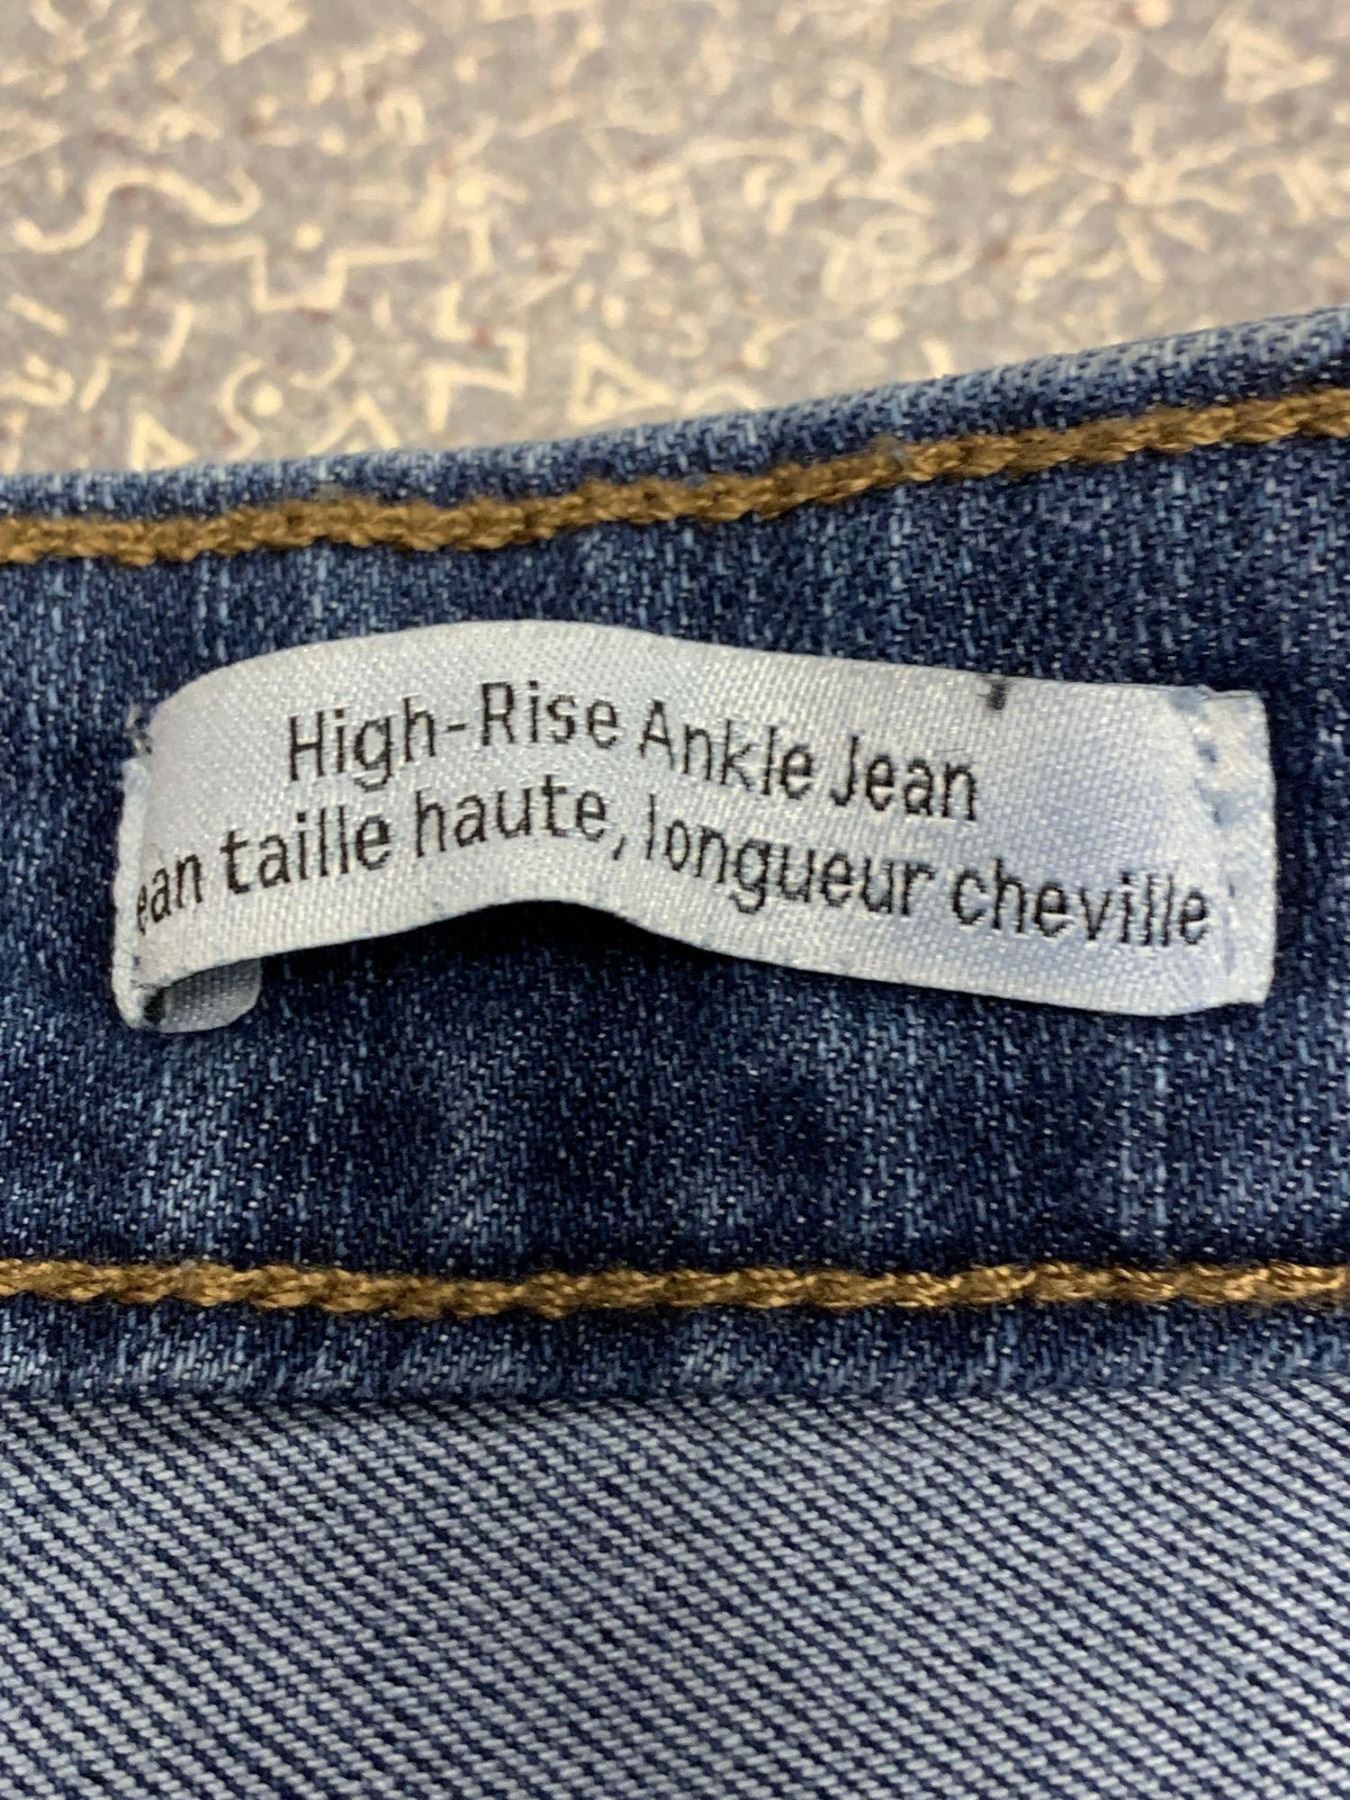 High-Rise Ankle Jean
ean taille haute, longueur cheville